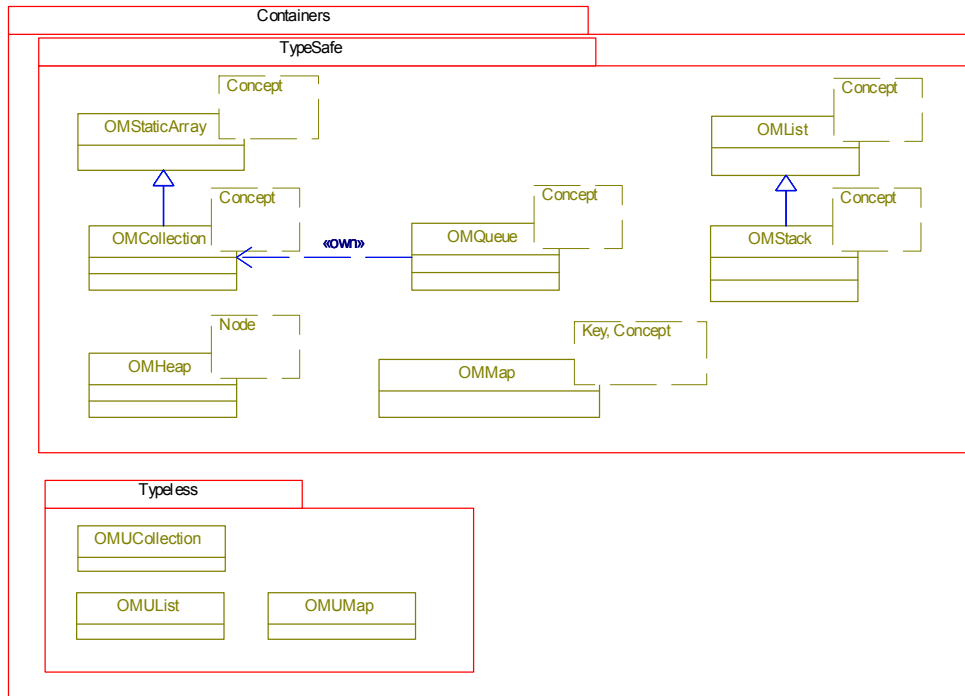 Containers
TypeSafe
Concept
OMStaticArray
Concept
OMList
Concept
OMCollection
«own»
Concept
OMQueue
Concept
OMStack
Node
OMHeap
Key, Concept
OMMap
Typeless
OMUCollection
OMUList
OMUMap